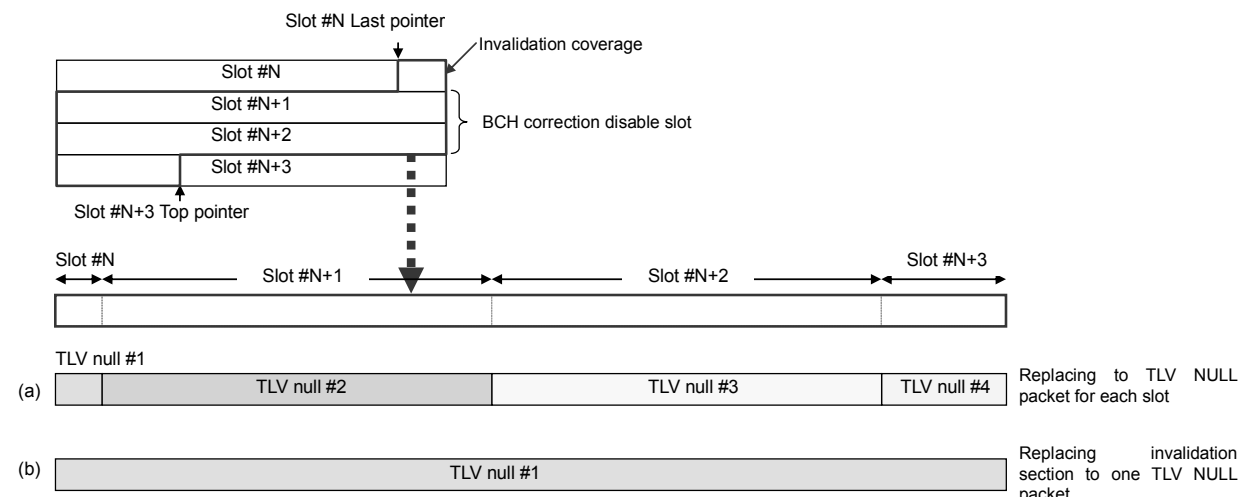 Slot #N Last pointer
Invalidation coverage
Slot #N
Slot #N+1
BCH correction disable slot
Slot #N+2
Slot #N+3
Slot #N+3 Top pointer
Slot #N
Slot #N+1
Slot #N+2
Slot #N+3
TLV null #1
(a)
TLV null #2
TLV null #3
TLV null #4
Replacing to TLV NULL
packet for each slot
(b)
TLV null #1
Replacing invalidation
section to one TLV NULL
packet